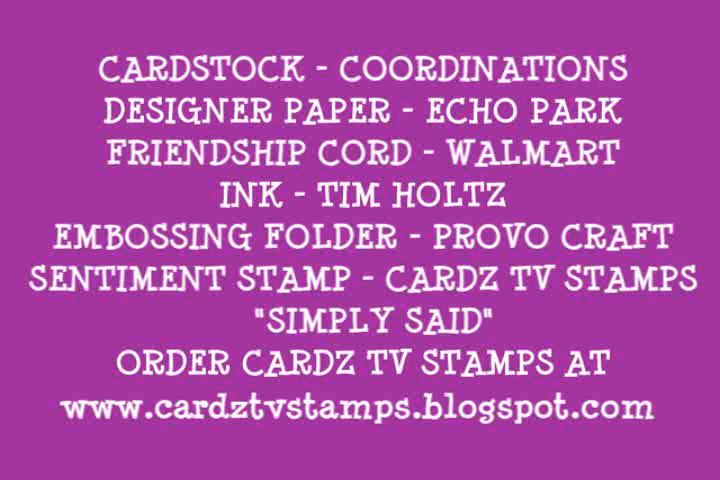 CARDSTOCK - COORDINATIONS
DESIGNER PAPER - ECHO PARK
FRIENDSHIP CORD - WALMART
INK - TIM HOLTZ
EMBOSSING FOLDER - PROVO CRAFT
SENTIMENT STAMP - CARDZ TV STAMPS
"SIMPLY SAID"
ORDER CARDZ TV STAMPS AT
www.cardztvstamps.blogspot.com